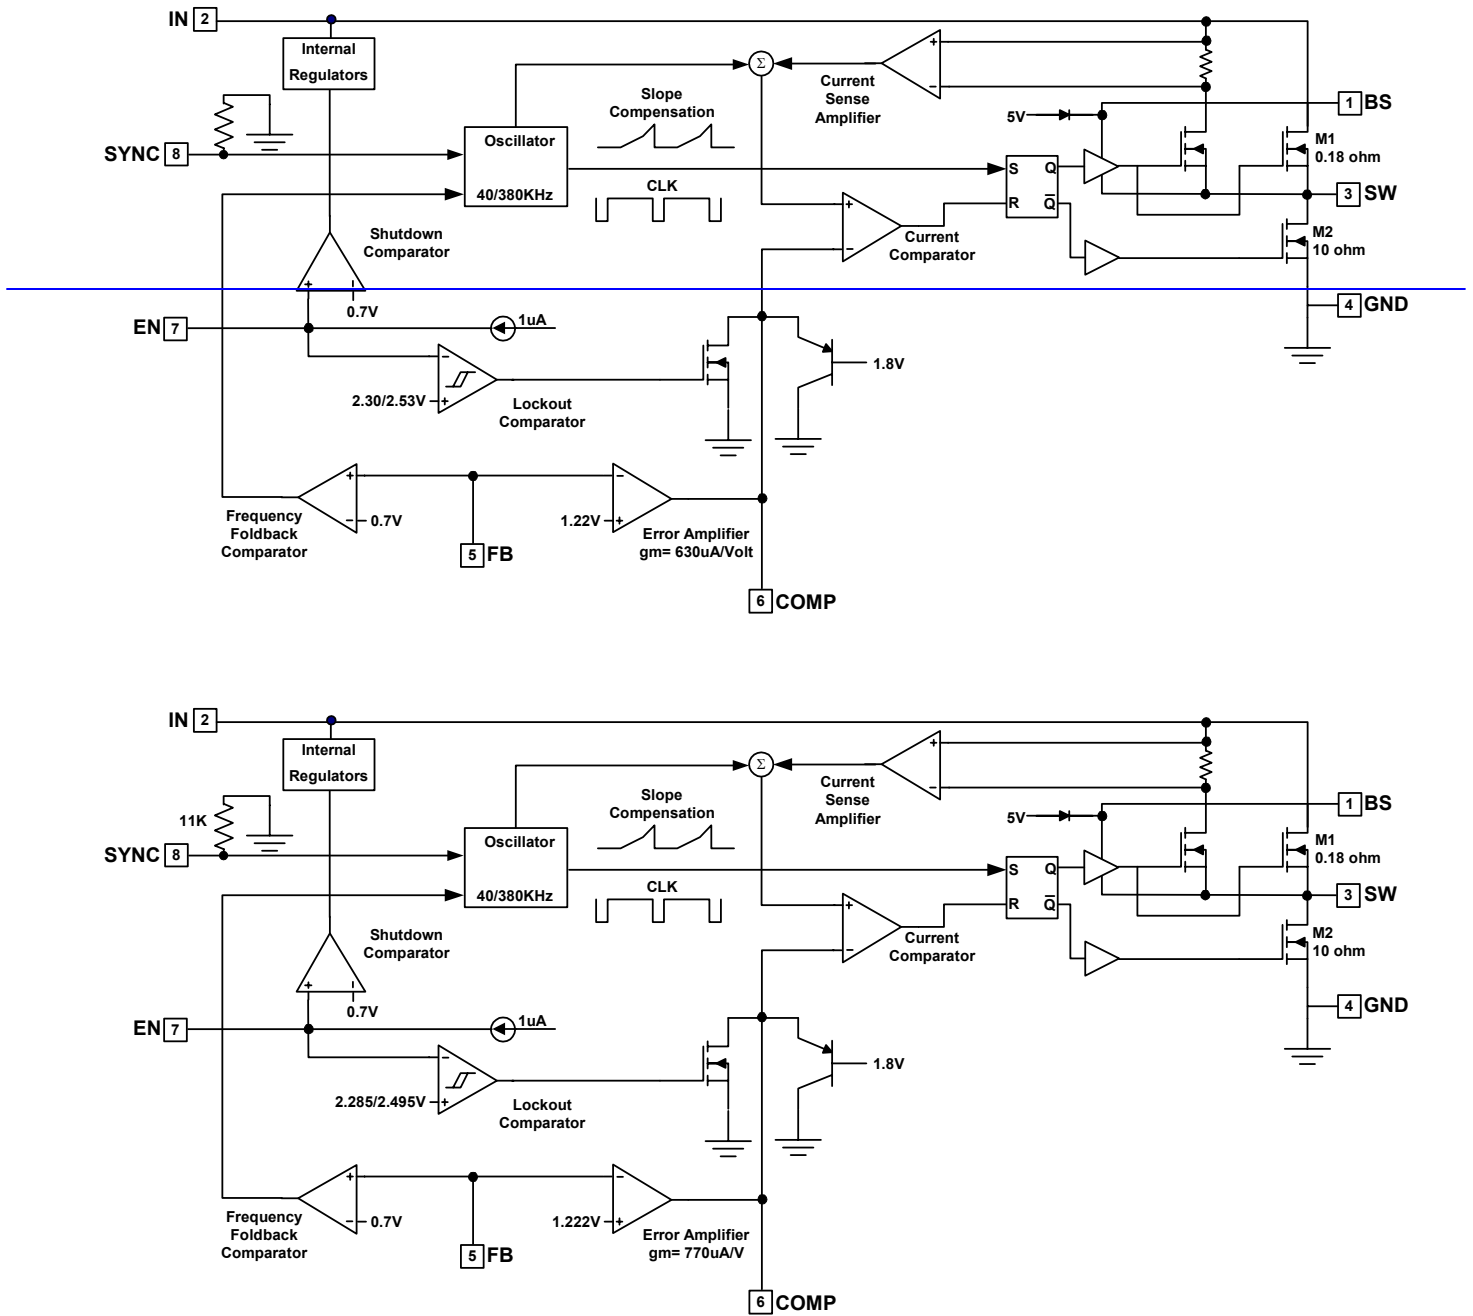 IN 2
Internal
Regulators
Σ
+
−
Current
Sense
Amplifier
Slope
Compensation
5V
1 BS
SYNC 8
Oscillator
40/380KHz
CLK
S Q
R Q̅
M1
0.18 ohm
3 SW
Shutdown
Comparator
+ −
0.7V
+
−
Current
Comparator
M2
10 ohm
4 GND
EN 7
1uA
−
2.30/2.53V +
Lockout
Comparator
1.8V
+
− 0.7V
Frequency
Foldback
Comparator
5 FB
−
1.22V +
Error Amplifier
gm= 630uA/Volt
6 COMP
IN 2
Internal
Regulators
Σ
+
−
Current
Sense
Amplifier
Slope
Compensation
5V
1 BS
11K
SYNC 8
Oscillator
40/380KHz
CLK
S Q
R Q̅
M1
0.18 ohm
3 SW
Shutdown
Comparator
+ −
0.7V
+
−
Current
Comparator
M2
10 ohm
4 GND
EN 7
1uA
−
2.285/2.495V +
Lockout
Comparator
1.8V
+
− 0.7V
Frequency
Foldback
Comparator
5 FB
−
1.222V +
Error Amplifier
gm= 770uA/V
6 COMP